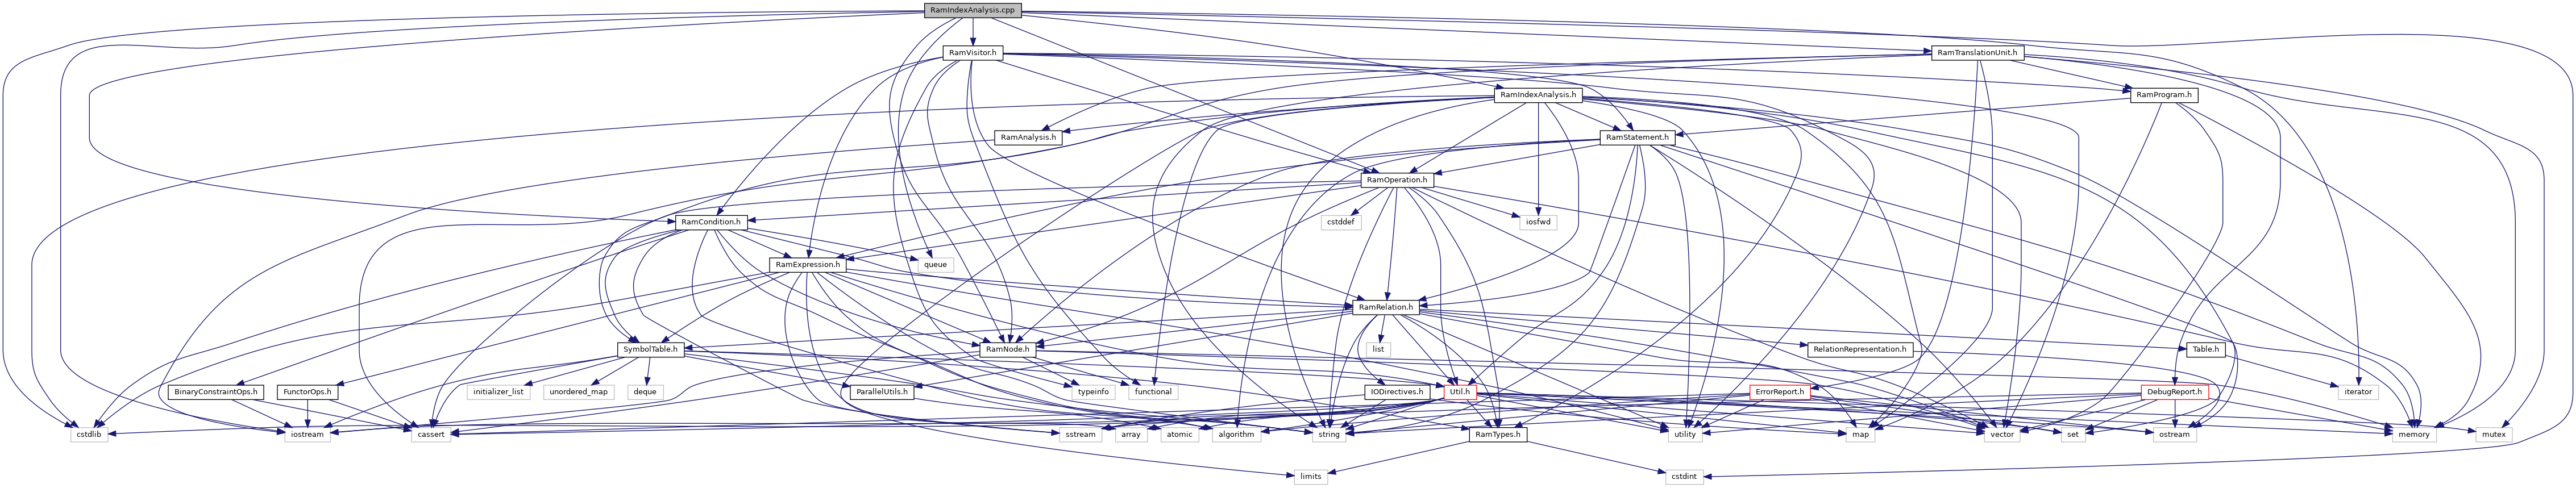 RamIndexAnalysis.cpp
RamVisitor.h
RamTranslationUnit.h
RamIndexAnalysis.h
RamProgram.h
RamAnalysis.h
RamStatement.h
RamOperation.h
RamCondition.h
cstddef
iosfwd
RamExpression.h
queue
RamRelation.h
SymbolTable.h
RamNode.h
list
RelationRepresentation.h
Table.h
BinaryConstraintOps.h
FunctorOps.h
initializer_list
unordered_map
deque
ParallelUtils.h
typeinfo
functional
IODirectives.h
Util.h
ErrorReport.h
DebugReport.h
iterator
cstdlib
iostream
cassert
sstream
array
atomic
algorithm
string
RamTypes.h
utility
map
vector
set
ostream
memory
mutex
limits
cstdint